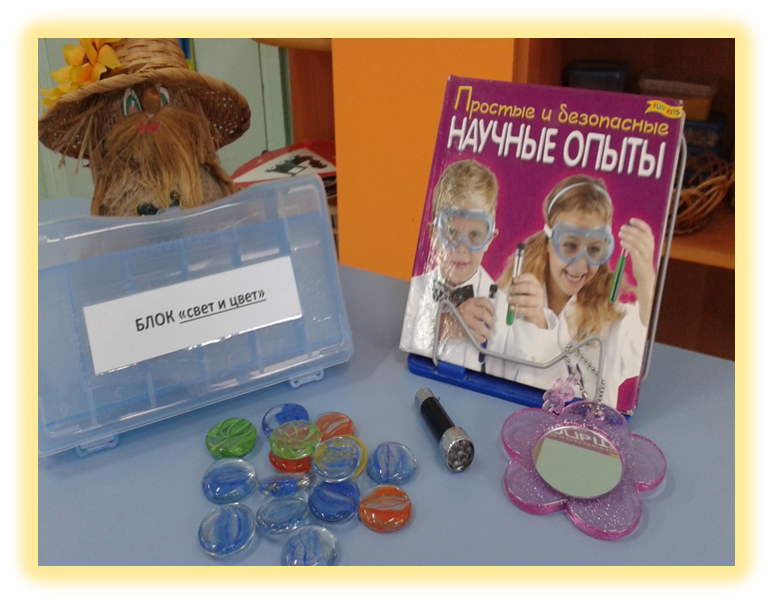 БЛОК «свет и цвет»
Простые и безопасные
НАУЧНЫЕ ОПЫТЫ